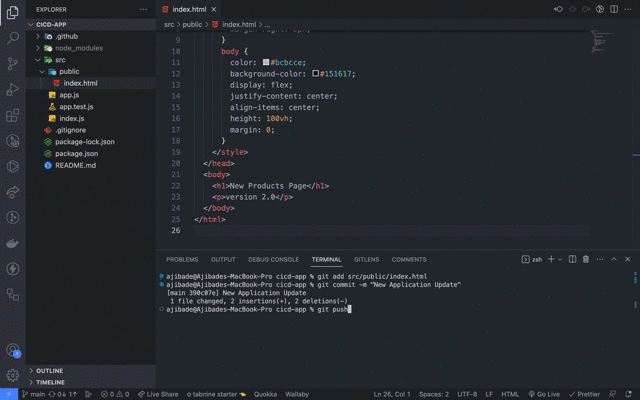 EXPLORER
CICD-APP
.github
node_modules
src
public
index.html
app.js
app.test.js
index.js
.gitignore
package-lock.json
package.json
README.md
OUTLINE
TIMELINE
index.html
src > public > index.html > ...
9 }
10 body {
11 color: #bcbcce;
12 background-color: #151617;
13 display: flex;
14 justify-content: center;
15 align-items: center;
16 height: 100vh;
17 margin: 0;
18 }
19 </style>
20 </head>
21 <body>
22 <h1>New Products Page</h1>
23 <p>version 2.0</p>
24 </body>
25 </html>
26
PROBLEMS OUTPUT DEBUG CONSOLE TERMINAL GITLENS COMMENTS
zsh
ajibade@Ajibades-MacBook-Pro cicd-app % git add src/public/index.html
ajibade@Ajibades-MacBook-Pro cicd-app % git commit -m "New Application Update"
[main 390c07e] New Application Update
1 file changed, 2 insertions(+), 2 deletions(-)
ajibade@Ajibades-MacBook-Pro cicd-app % git push
main 0↓ 1↑ 0 0 Live Share tabnine starter Quokka Wallaby Ln 26, Col 1 Spaces: 2 UTF-8 LF HTML Go Live Prettier